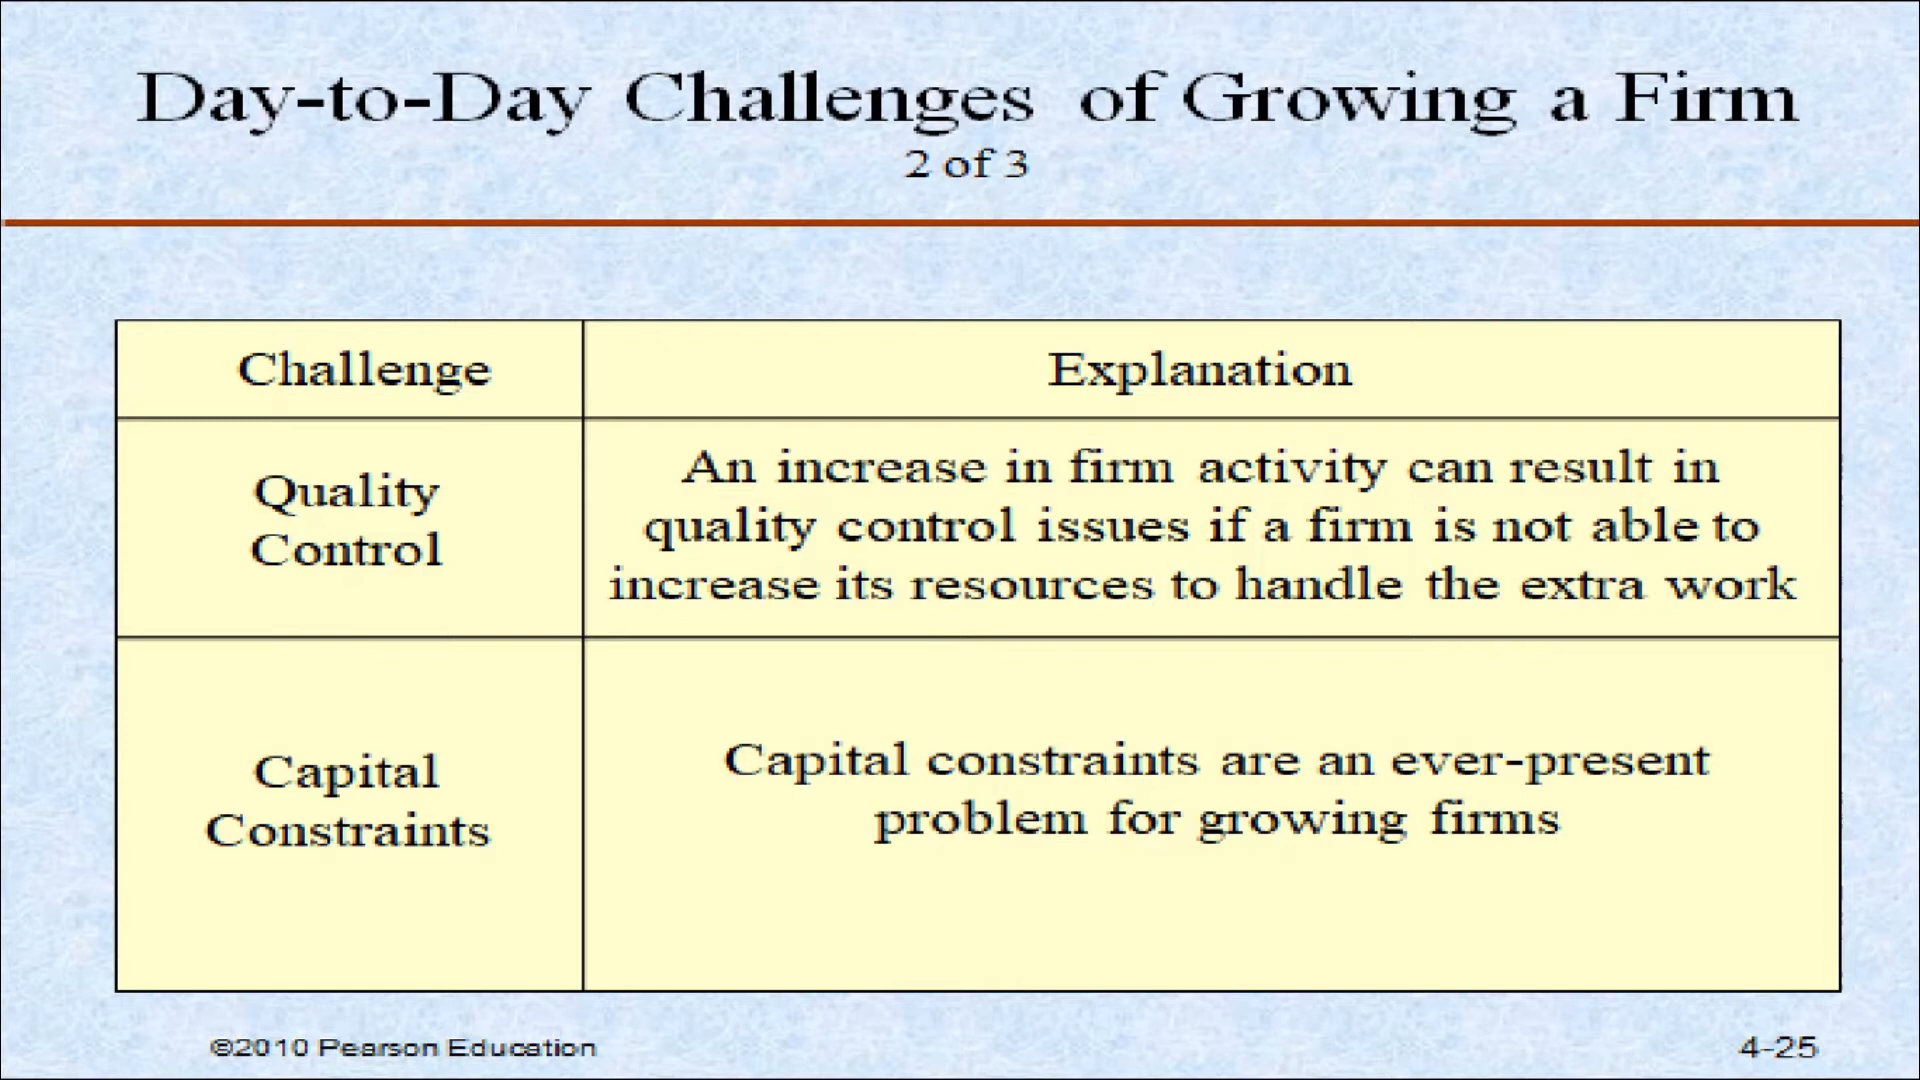 Day-to-Day Challenges of Growing a Firm
2 of 3
Challenge
Explanation
Quality
Control
An increase in firm activity can result in
quality control issues if a firm is not able to
increase its resources to handle the extra work
Capital
Constraints
Capital constraints are an ever-present
problem for growing firms
©2010 Pearson Education
4-25